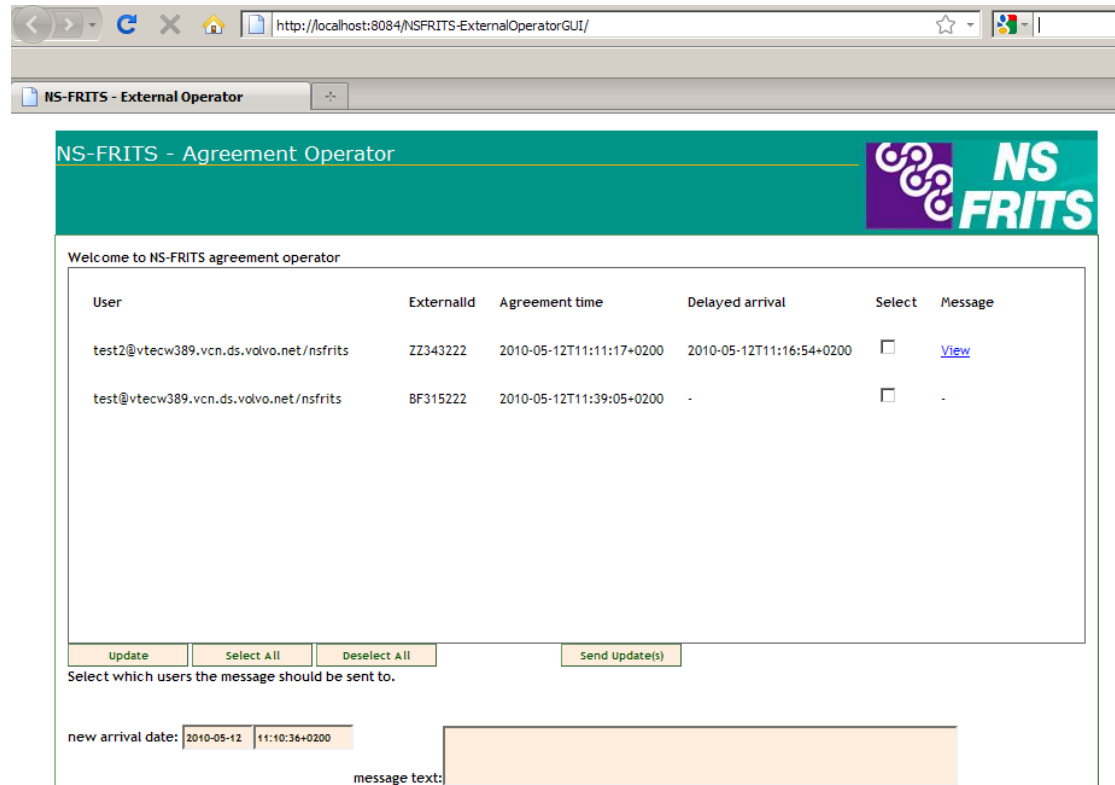 http://localhost:8084/NSFRITS-ExternalOperatorGUI/
NS-FRITS - External Operator
NS-FRITS - Agreement Operator
NS
FRITS
Welcome to NS-FRITS agreement operator
User ExternalId Agreement time Delayed arrival Select Message
test2@vtecw389.vcn.ds.volvo.net/nsfrits ZZ343222 2010-05-12T11:11:17+0200 2010-05-12T11:16:54+0200 View
test@vtecw389.vcn.ds.volvo.net/nsfrits BF315222 2010-05-12T11:39:05+0200 - -
Update Select All Deselect All Send Update(s)
Select which users the message should be sent to.
new arrival date: 2010-05-12 11:10:36+0200
message text: